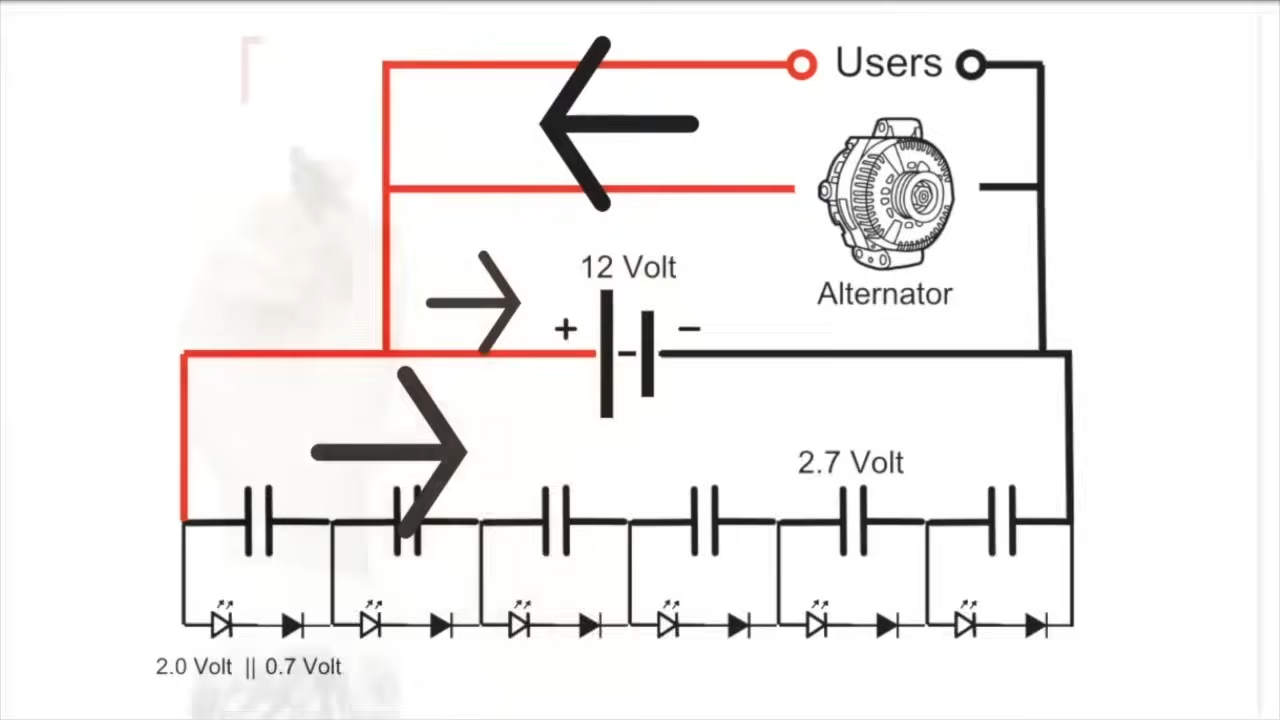 Users
Alternator
12 Volt
+ −
2.7 Volt
2.0 Volt || 0.7 Volt